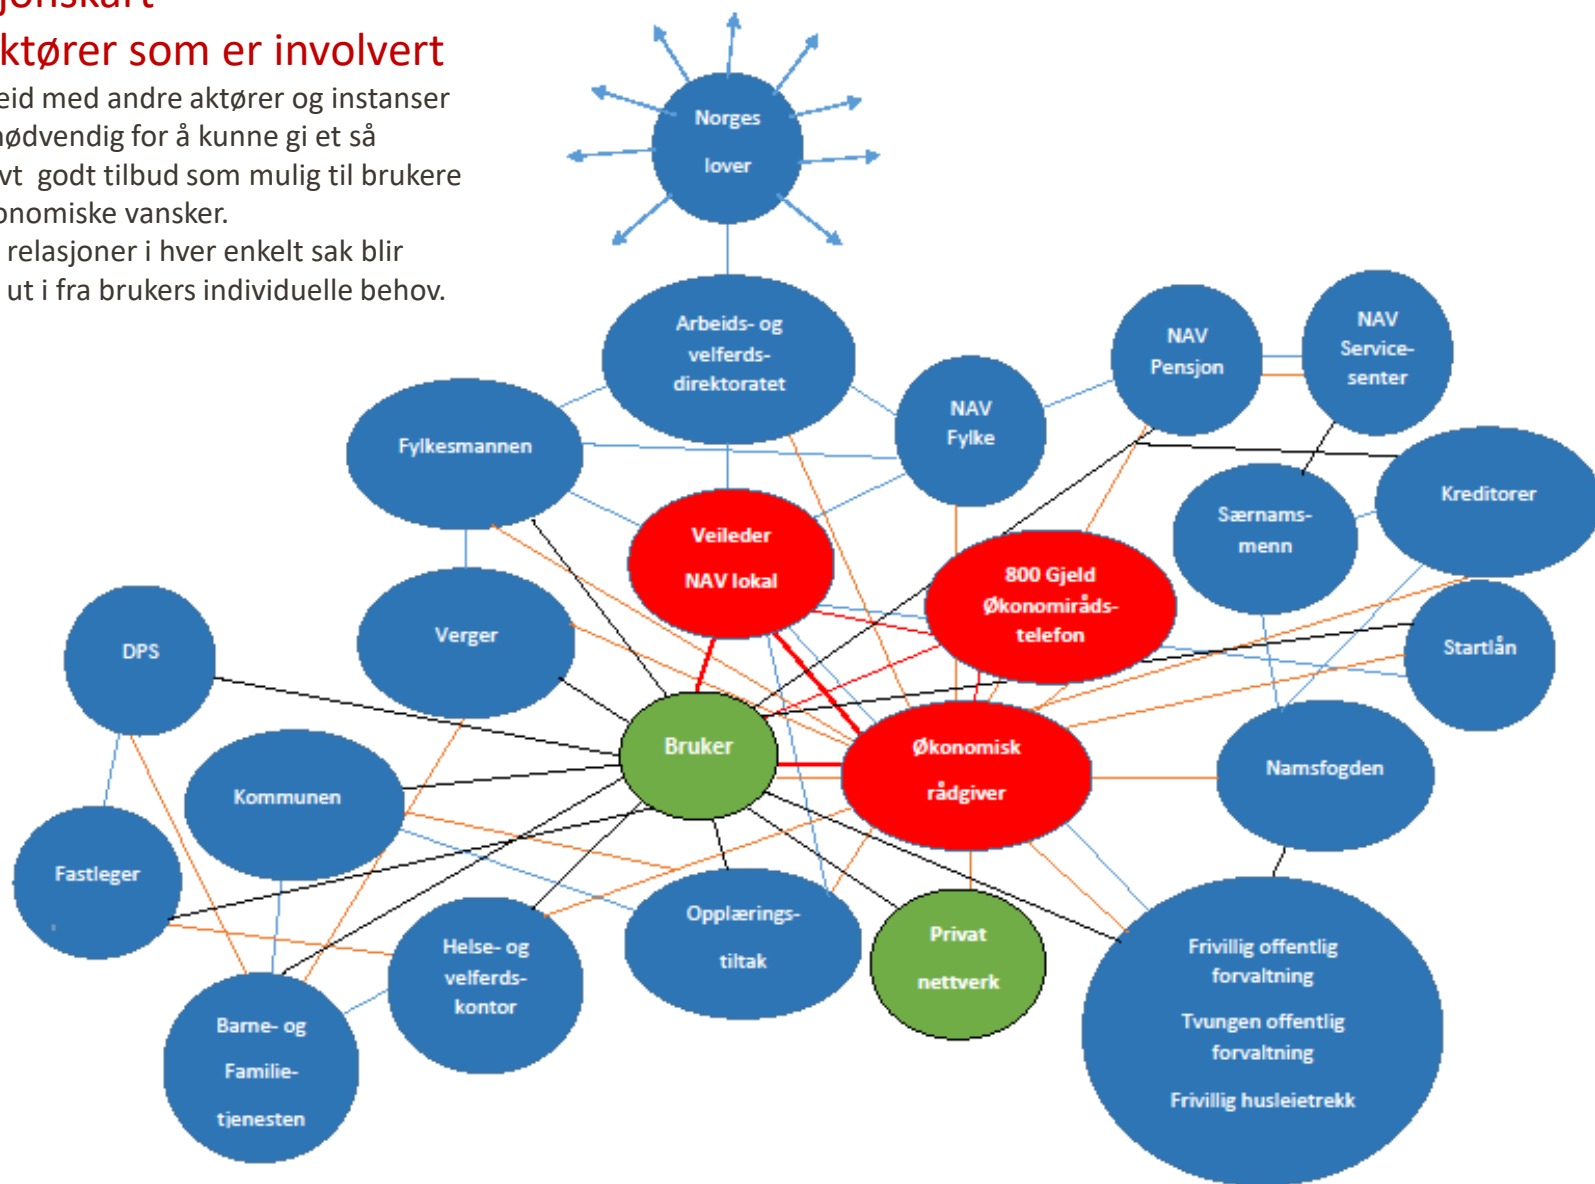 jonskart
ktører som er involvert
eid med andre aktører og instanser
nødvendig for å kunne gi et så
vt godt tilbud som mulig til brukere
onomiske vansker.
relasjoner i hver enkelt sak blir
ut i fra brukers individuelle behov.
Norges
lover
Arbeids- og
velferds-
direktoratet
NAV
Pensjon
NAV
Service-
senter
NAV
Fylke
Fylkesmannen
Kreditorer
Veileder
NAV lokal
Særnams-
menn
800 Gjeld
Økonomiråds-
telefon
Verger
DPS
Startlån
Bruker
Økonomisk
rådgiver
Namsfogden
Kommunen
Fastleger
Opplærings-
tiltak
Privat
nettverk
Helse- og
velferds-
kontor
Frivillig offentlig
forvaltning
Tvungen offentlig
forvaltning
Frivillig husleietrekk
Barne- og
Familie-
tjenesten